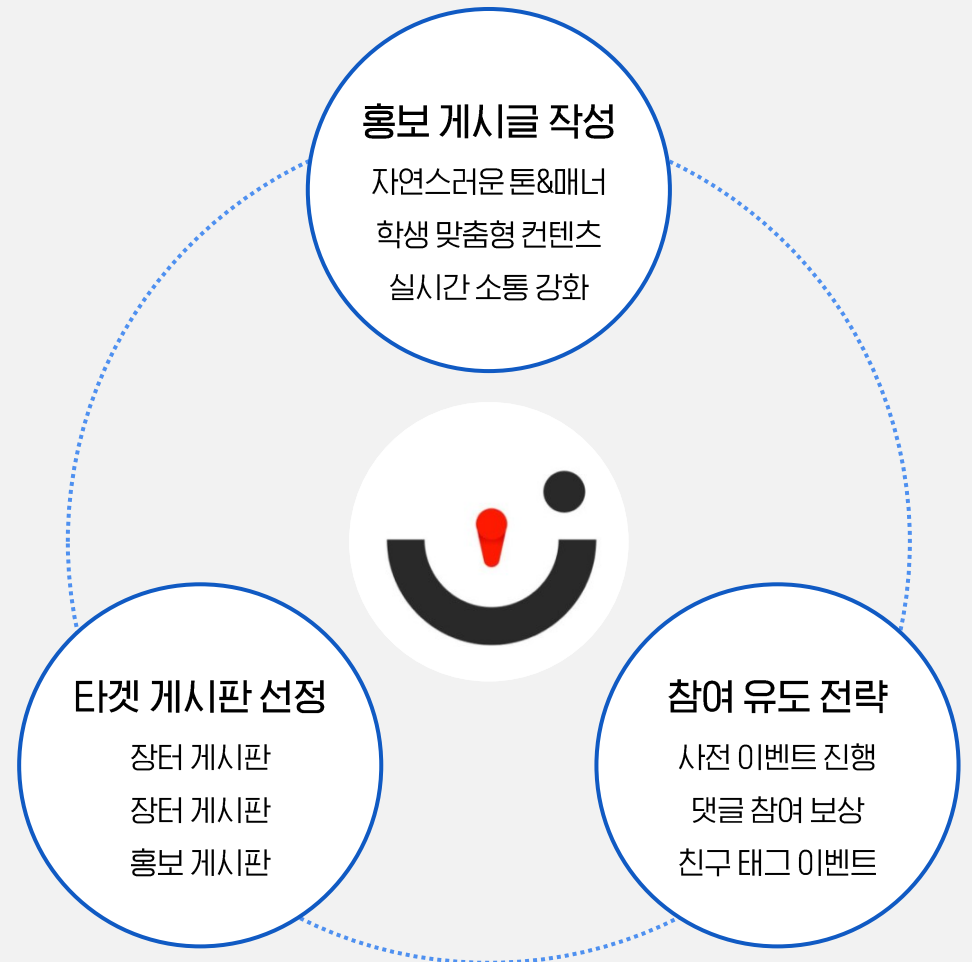 홍보 게시글 작성
자연스러운 톤&매너
학생 맞춤형 컨텐츠
실시간 소통 강화
타겟 게시판 선정
장터 게시판
장터 게시판
홍보 게시판
참여 유도 전략
사전 이벤트 진행
댓글 참여 보상
친구 태그 이벤트